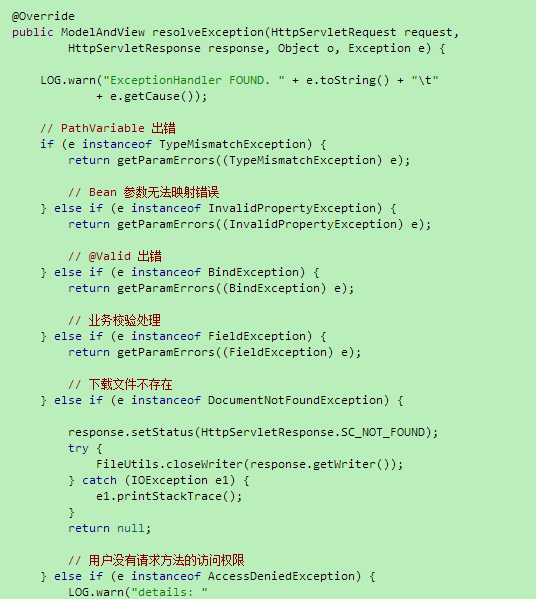 @Override
public ModelAndView resolveException(HttpServletRequest request,
        HttpServletResponse response, Object o, Exception e) {

    LOG.warn("ExceptionHandler FOUND. " + e.toString() + "\t"
            + e.getCause());

    // PathVariable 出错
    if (e instanceof TypeMismatchException) {
        return getParamErrors((TypeMismatchException) e);

        // Bean 参数无法映射错误
    } else if (e instanceof InvalidPropertyException) {
        return getParamErrors((InvalidPropertyException) e);

        // @Valid 出错
    } else if (e instanceof BindException) {
        return getParamErrors((BindException) e);

        // 业务校验处理
    } else if (e instanceof FieldException) {
        return getParamErrors((FieldException) e);

        // 下载文件不存在
    } else if (e instanceof DocumentNotFoundException) {

        response.setStatus(HttpServletResponse.SC_NOT_FOUND);
        try {
            FileUtils.closeWriter(response.getWriter());
        } catch (IOException e1) {
            e1.printStackTrace();
        }
        return null;

        // 用户没有请求方法的访问权限
    } else if (e instanceof AccessDeniedException) {
        LOG.warn("details: "